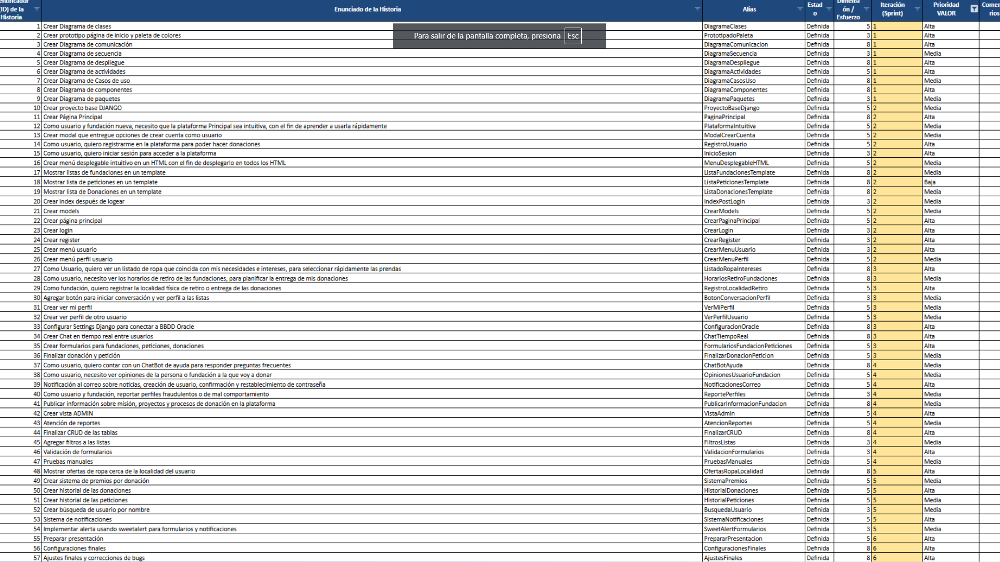 entificador (ID) de la Historia Enunciado de la Historia Alias Estado Dimensión / Esfuerzo Iteración (Sprint) Prioridad VALOR Comen rios
Para salir de la pantalla completa, presiona Esc
1 Crear Diagrama de clases DiagramaClases Definida 5 1 Alta
2 Crear prototipo página de inicio y paleta de colores PrototipadoPaleta Definida 3 1 Alta
3 Crear Diagrama de comunicación DiagramaComunicacion Definida 8 1 Alta
4 Crear Diagrama de secuencia DiagramaSecuencia Definida 3 1 Media
5 Crear Diagrama de despliegue DiagramaDespliegue Definida 8 1 Alta
6 Crear Diagrama de actividades DiagramaActividades Definida 5 1 Alta
7 Crear Diagrama de Casos de uso DiagramaCasosUso Definida 8 1 Media
8 Crear Diagrama de componentes DiagramaComponentes Definida 8 1 Alta
9 Crear Diagrama de paquetes DiagramaPaquetes Definida 3 1 Media
10 Crear proyecto base DJANGO ProyectoBaseDjango Definida 5 2 Media
11 Crear Página Principal PaginaPrincipal Definida 8 2 Alta
12 Como usuario y fundación nueva, necesito que la plataforma Principal sea intuitiva, con el fin de aprender a usarla rápidamente PlataformaIntuitiva Definida 5 2 Media
13 Crear modal que entregue opciones de crear cuenta como usuario ModalCrearCuenta Definida 5 2 Media
14 Como usuario, quiero registrarme en la plataforma para poder hacer donaciones RegistroUsuario Definida 5 2 Alta
15 Como usuario, quiero iniciar sesión para acceder a la plataforma InicioSesion Definida 3 2 Alta
16 Crear menú desplegable intuitivo en un HTML con el fin de desplegarlo en todos los HTML MenuDesplegableHTML Definida 5 2 Media
17 Mostrar listas de fundaciones en un template ListaFundacionesTemplate Definida 8 2 Media
18 Mostrar lista de peticiones en un template ListaPeticionesTemplate Definida 8 2 Baja
19 Mostrar lista de Donaciones en un template ListaDonacionesTemplate Definida 8 2 Media
20 Crear index después de logear IndexPostLogin Definida 3 2 Media
21 Crear models CrearModels Definida 5 2 Media
22 Crear página principal CrearPaginaPrincipal Definida 5 2 Alta
23 Crear login CrearLogin Definida 3 2 Alta
24 Crear register CrearRegister Definida 3 2 Alta
25 Crear menú usuario CrearMenuUsuario Definida 3 2 Alta
26 Crear menú perfil usuario CrearMenuPerfil Definida 5 2 Media
27 Como Usuario, quiero ver un listado de ropa que coincida con mis necesidades e intereses, para seleccionar rápidamente las prendas ListadoRopaIntereses Definida 8 3 Alta
28 Como usuario, necesito ver los horarios de retiro de las fundaciones, para planificar la entrega de mis donaciones HorariosRetiroFundaciones Definida 8 3 Media
29 Como fundación, quiero registrar la localidad física de retiro o entrega de las donaciones RegistroLocalidadRetiro Definida 5 3 Alta
30 Agregar botón para iniciar conversación y ver perfil a las listas BotonConversacionPerfil Definida 3 3 Media
31 Crear ver mi perfil VerMiPerfil Definida 5 3 Media
32 Crear ver perfil de otro usuario VerPerfilUsuario Definida 5 3 Media
33 Configurar Settings Django para conectar a BBDD Oracle ConfiguracionOracle Definida 8 3 Alta
34 Crear Chat en tiempo real entre usuarios ChatTiempoReal Definida 8 3 Alta
35 Crear formularios para fundaciones, peticiones, donaciones FormulariosFundacionPeticiones Definida 5 3 Alta
36 Finalizar donación y petición FinalizarDonacionPeticion Definida 5 3 Media
37 Como usuario, quiero contar con un ChatBot de ayuda para responder preguntas frecuentes ChatBotAyuda Definida 8 4 Media
38 Como usuario, necesito ver opiniones de la persona o fundación a la que voy a donar OpinionesUsuarioFundacion Definida 5 4 Media
39 Notificación al correo sobre noticias, creación de usuario, confirmación y restablecimiento de contraseña NotificacionesCorreo Definida 5 4 Alta
40 Como usuario y fundación, reportar perfiles fraudulentos o de mal comportamiento ReportePerfiles Definida 3 4 Media
41 Publicar información sobre misión, proyectos y procesos de donación en la plataforma PublicarInformacionFundacion Definida 8 4 Media
42 Crear vista ADMIN VistaAdmin Definida 5 4 Alta
43 Atención de reportes AtencionReportes Definida 5 4 Media
44 Finalizar CRUD de las tablas FinalizarCRUD Definida 8 4 Alta
45 Agregar filtros a las listas FiltrosListas Definida 3 4 Media
46 Validación de formularios ValidacionFormularios Definida 3 4 Alta
47 Pruebas manuales PruebasManuales Definida 5 4 Media
48 Mostrar ofertas de ropa cerca de la localidad del usuario OfertasRopaLocalidad Definida 8 5 Alta
49 Crear sistema de premios por donación SistemaPremios Definida 5 5 Media
50 Crear historial de las donaciones HistorialDonaciones Definida 5 5 Alta
51 Crear historial de las peticiones HistorialPeticiones Definida 5 5 Media
52 Crear búsqueda de usuario por nombre BusquedaUsuario Definida 3 5 Media
53 Sistema de notificaciones SistemaNotificaciones Definida 5 5 Alta
54 Implementar alerta usando sweetalert para formularios y notificaciones SweetAlertFormularios Definida 3 5 Media
55 Preparar presentación PrepararPresentacion Definida 5 6 Alta
56 Configuraciones finales ConfiguracionesFinales Definida 8 6 Alta
57 Ajustes finales y correcciones de bugs AjustesFinales Definida 8 6 Alta